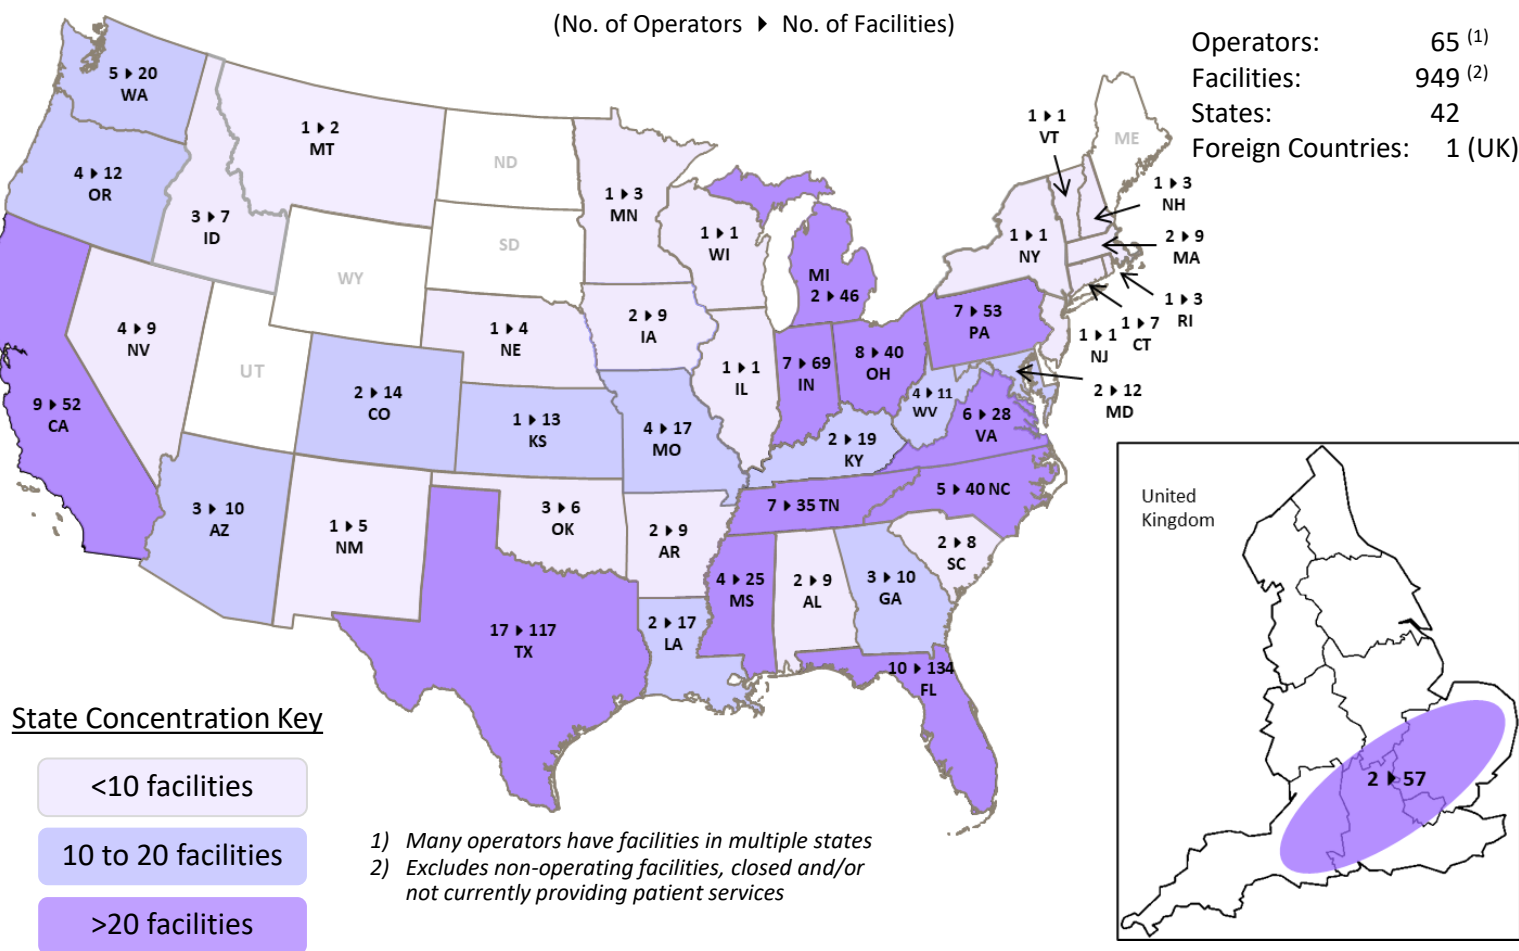 (No. of Operators ▶ No. of Facilities)
Operators: 65 (1)
Facilities: 949 (2)
States: 42
Foreign Countries: 1 (UK)
5 ▶ 20
WA
1 ▶ 2
MT
ND
1 ▶ 3
MN
1 ▶ 1
VT
ME
4 ▶ 12
OR
3 ▶ 7
ID
1 ▶ 3
NH
SD
1 ▶ 1
WI
1 ▶ 1
NY
2 ▶ 9
MA
WY
MI
2 ▶ 46
1 ▶ 3
RI
4 ▶ 9
NV
1 ▶ 4
NE
2 ▶ 9
IA
7 ▶ 53
PA
1 ▶ 7
CT
1 ▶ 1
NJ
UT
1 ▶ 1
IL
7 ▶ 69
IN
8 ▶ 40
OH
2 ▶ 12
MD
9 ▶ 52
CA
2 ▶ 14
CO
1 ▶ 13
KS
4 ▶ 17
MO
4 ▶ 11
WV
6 ▶ 28
VA
2 ▶ 19
KY
3 ▶ 10
AZ
1 ▶ 5
NM
3 ▶ 6
OK
2 ▶ 9
AR
7 ▶ 35 TN
5 ▶ 40 NC
2 ▶ 8
SC
4 ▶ 25
MS
2 ▶ 9
AL
3 ▶ 10
GA
17 ▶ 117
TX
2 ▶ 17
LA
10 ▶ 134
FL
United
Kingdom
2 ▶ 57
State Concentration Key
<10 facilities
10 to 20 facilities
>20 facilities
1) Many operators have facilities in multiple states
2) Excludes non-operating facilities, closed and/or
not currently providing patient services